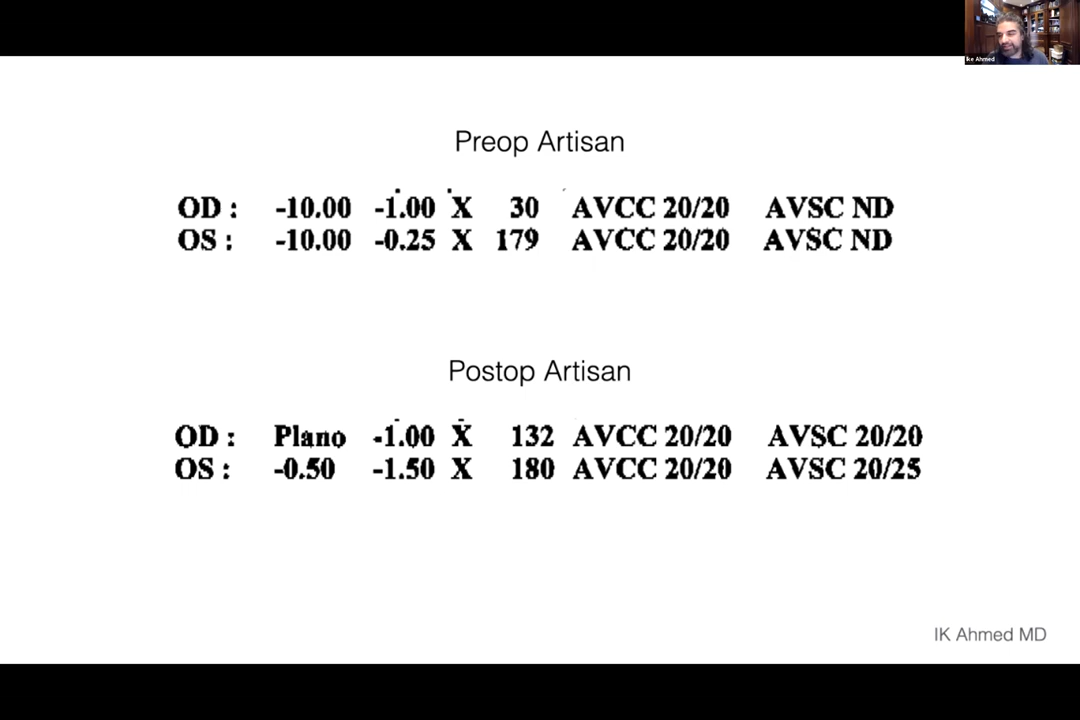 Ike Ahmed
Preop Artisan
OD : -10.00 -1.00 X 30 AVCC 20/20 AVSC ND
OS : -10.00 -0.25 X 179 AVCC 20/20 AVSC ND
Postop Artisan
OD : Plano -1.00 X 132 AVCC 20/20 AVSC 20/20
OS : -0.50 -1.50 X 180 AVCC 20/20 AVSC 20/25
IK Ahmed MD